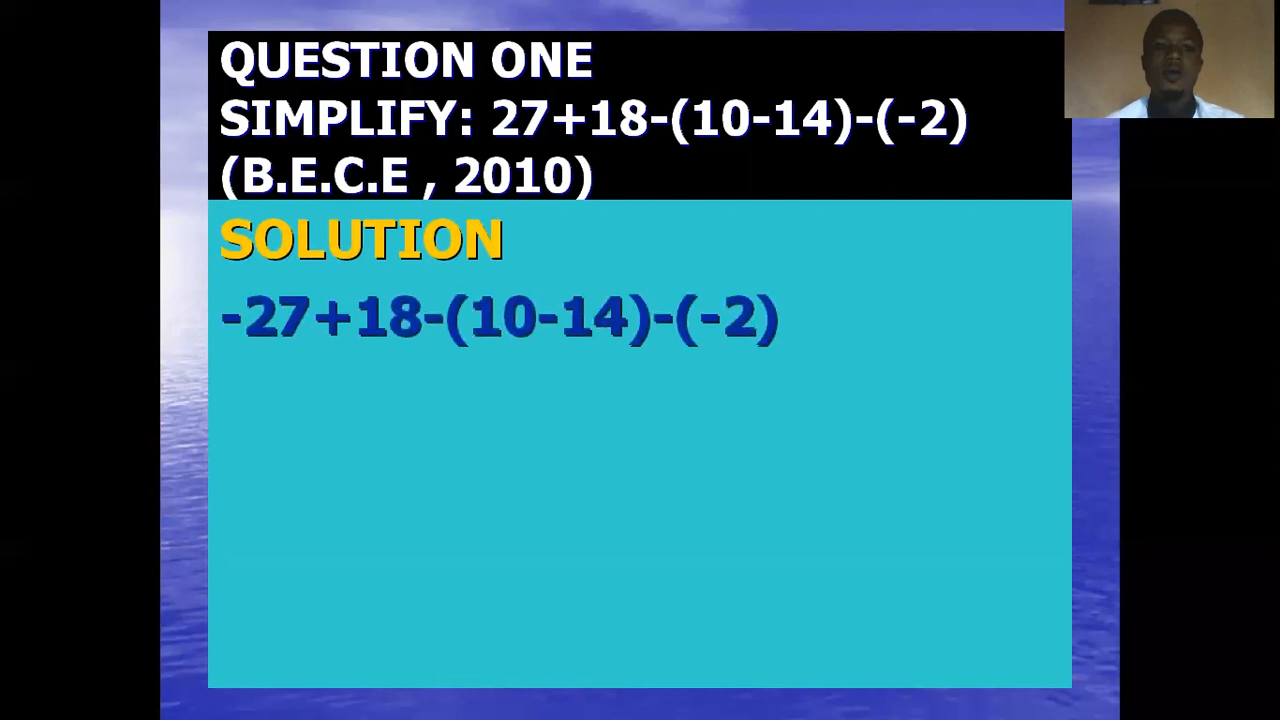 QUESTION ONE
SIMPLIFY: 27+18-(10-14)-(-2)
(B.E.C.E , 2010)
SOLUTION
-27+18-(10-14)-(-2)